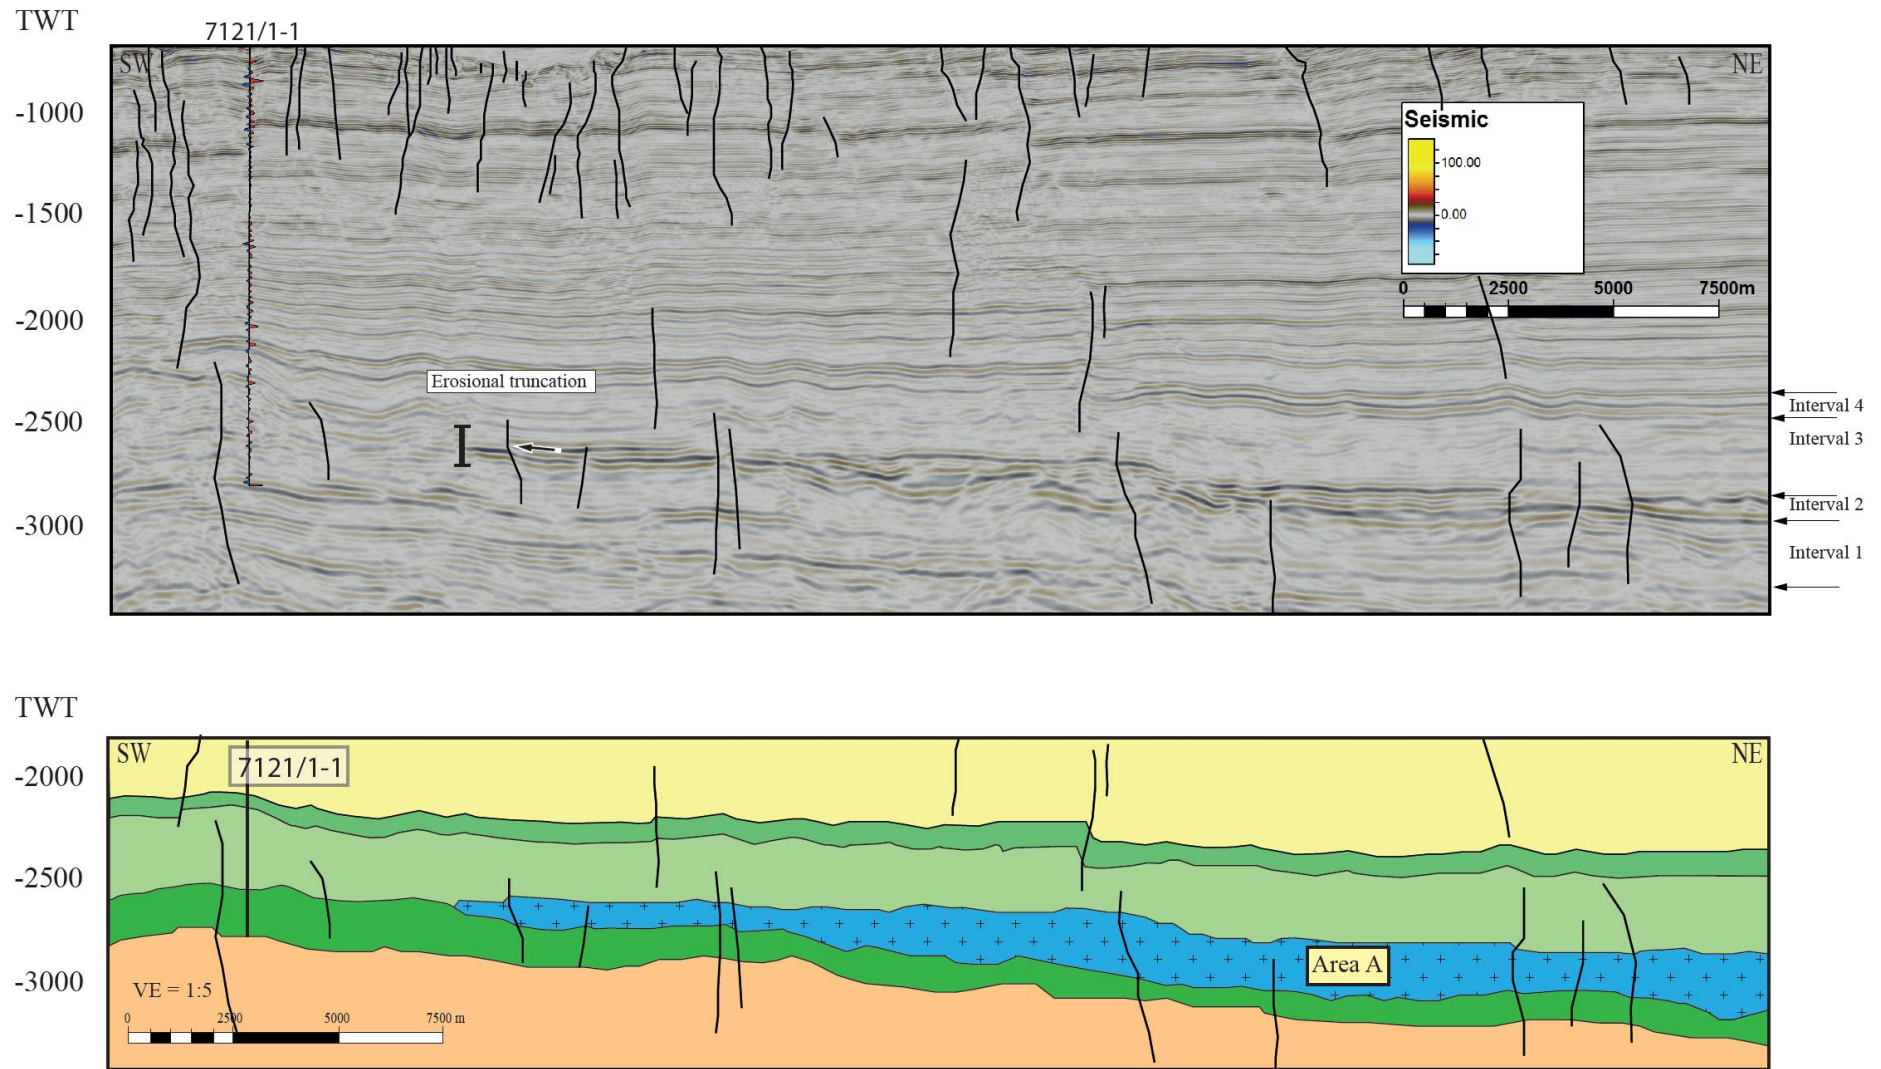 TWT
7121/1-1
SW
NE
-1000
-1500
-2000
-2500
-3000
Seismic
100.00
0.00
0 2500 5000 7500m
Erosional truncation
Interval 4
Interval 3
Interval 2
Interval 1
TWT
SW
7121/1-1
NE
-2000
-2500
-3000
Area A
VE = 1:5
0 2500 5000 7500 m